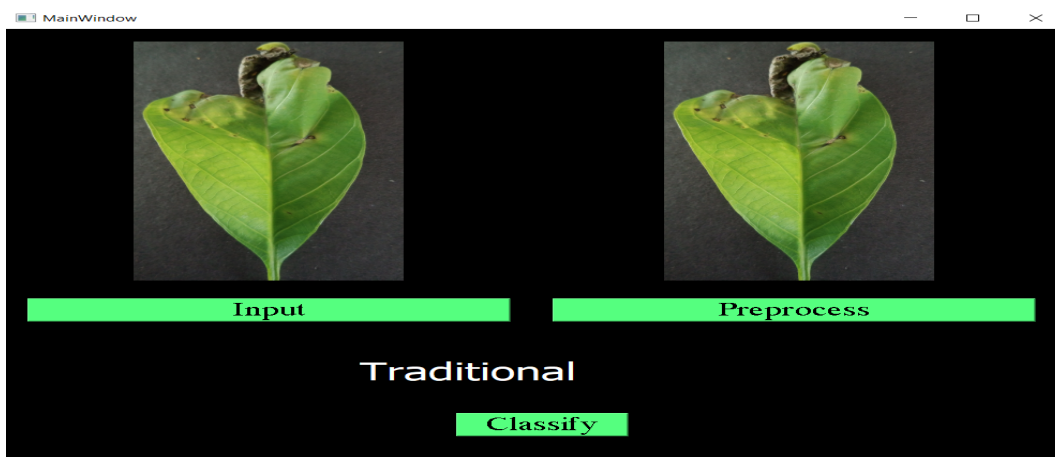 MainWindow
Input
Preprocess
Traditional
Classify